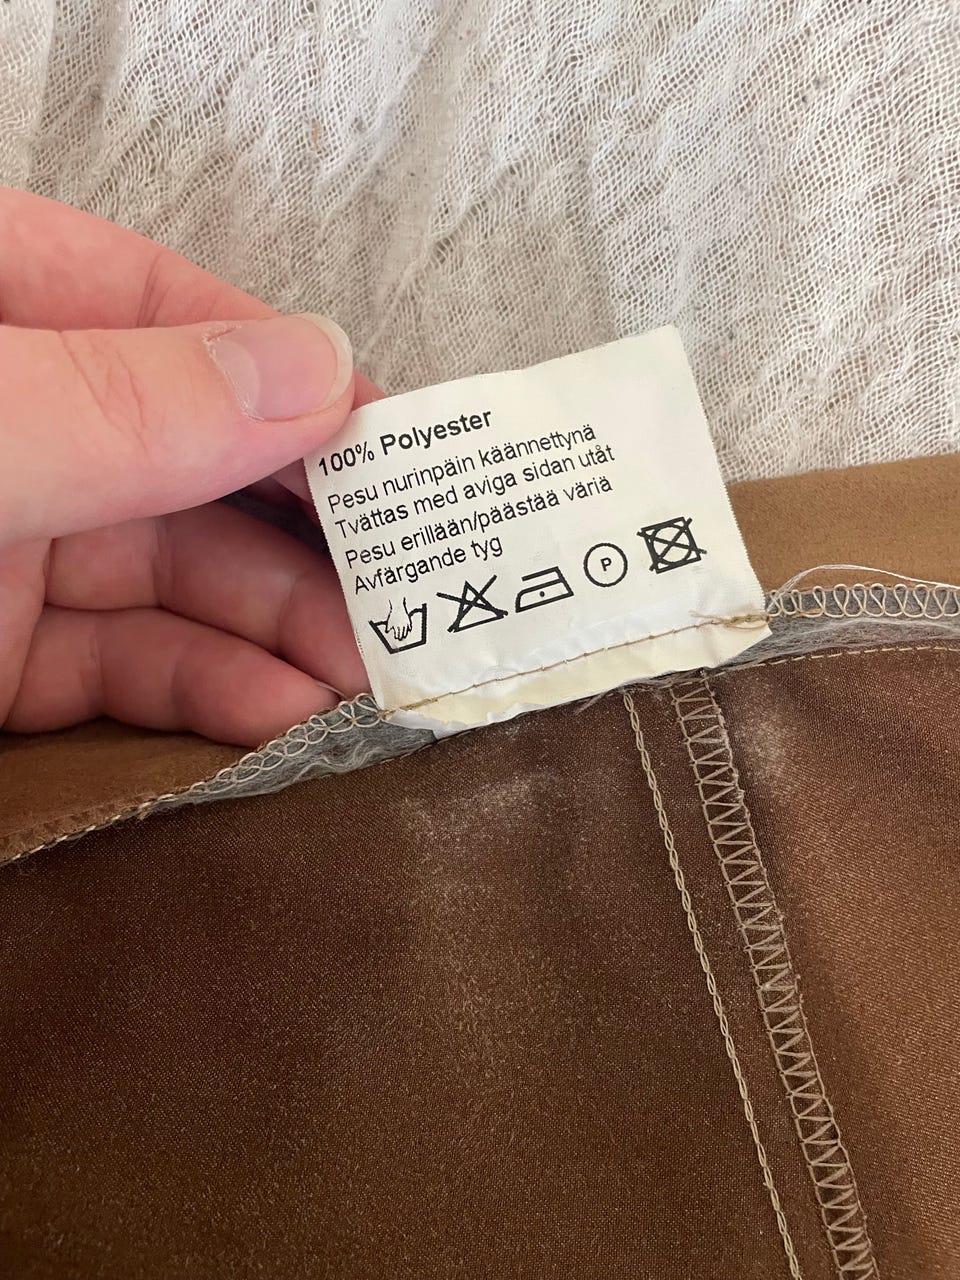 100% Polyester
Pesu nurinpäin käännettynä
Tvättas med aviga sidan utåt
Pesu erillään/päästää väriä
Avfärgande tyg
P